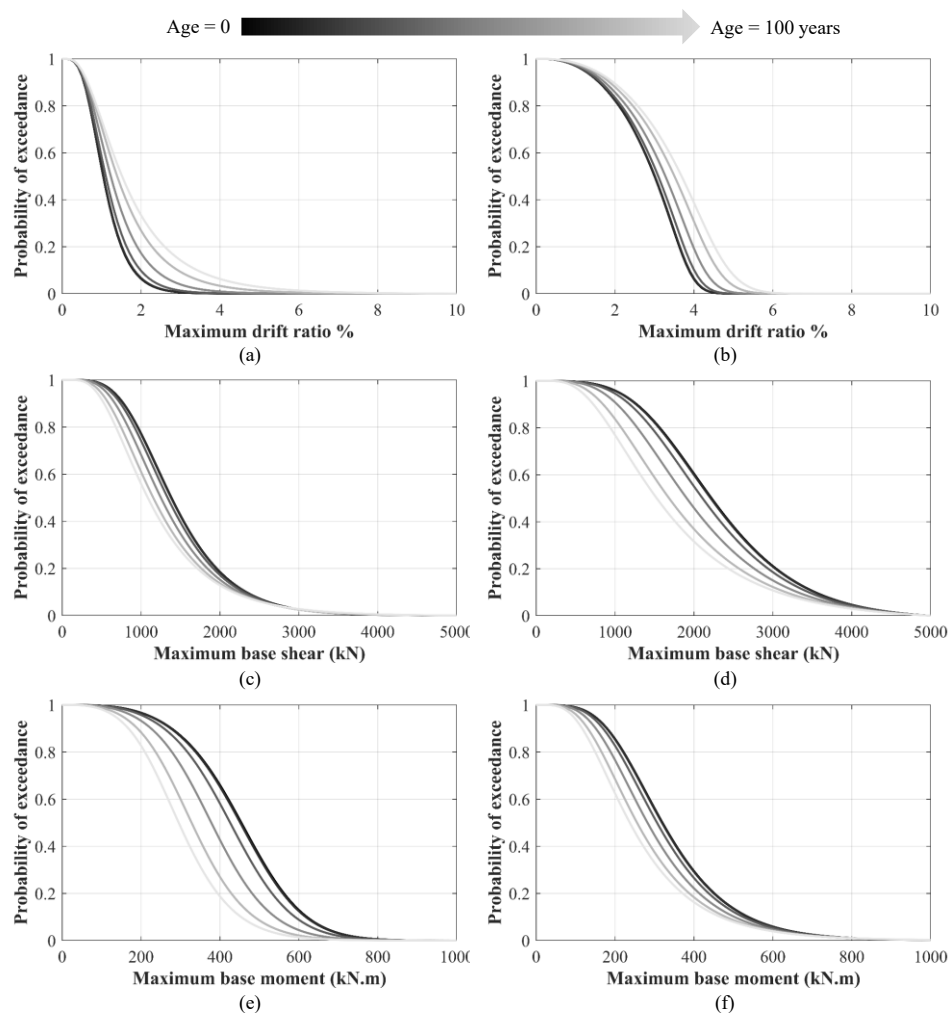 Age = 0 Age = 100 years
1
0.8
0.6
0.4
0.2
0
0 2 4 6 8 10
Probability of exceedance
Maximum drift ratio %
(a)
1
0.8
0.6
0.4
0.2
0
0 2 4 6 8 10
Probability of exceedance
Maximum drift ratio %
(b)
1
0.8
0.6
0.4
0.2
0
0 1000 2000 3000 4000 5000
Probability of exceedance
Maximum base shear (kN)
(c)
1
0.8
0.6
0.4
0.2
0
0 1000 2000 3000 4000 5000
Probability of exceedance
Maximum base shear (kN)
(d)
1
0.8
0.6
0.4
0.2
0
0 200 400 600 800 100
Probability of exceedance
Maximum base moment (kN.m)
(e)
1
0.8
0.6
0.4
0.2
0
0 200 400 600 800 1000
Probability of exceedance
Maximum base moment (kN.m)
(f)